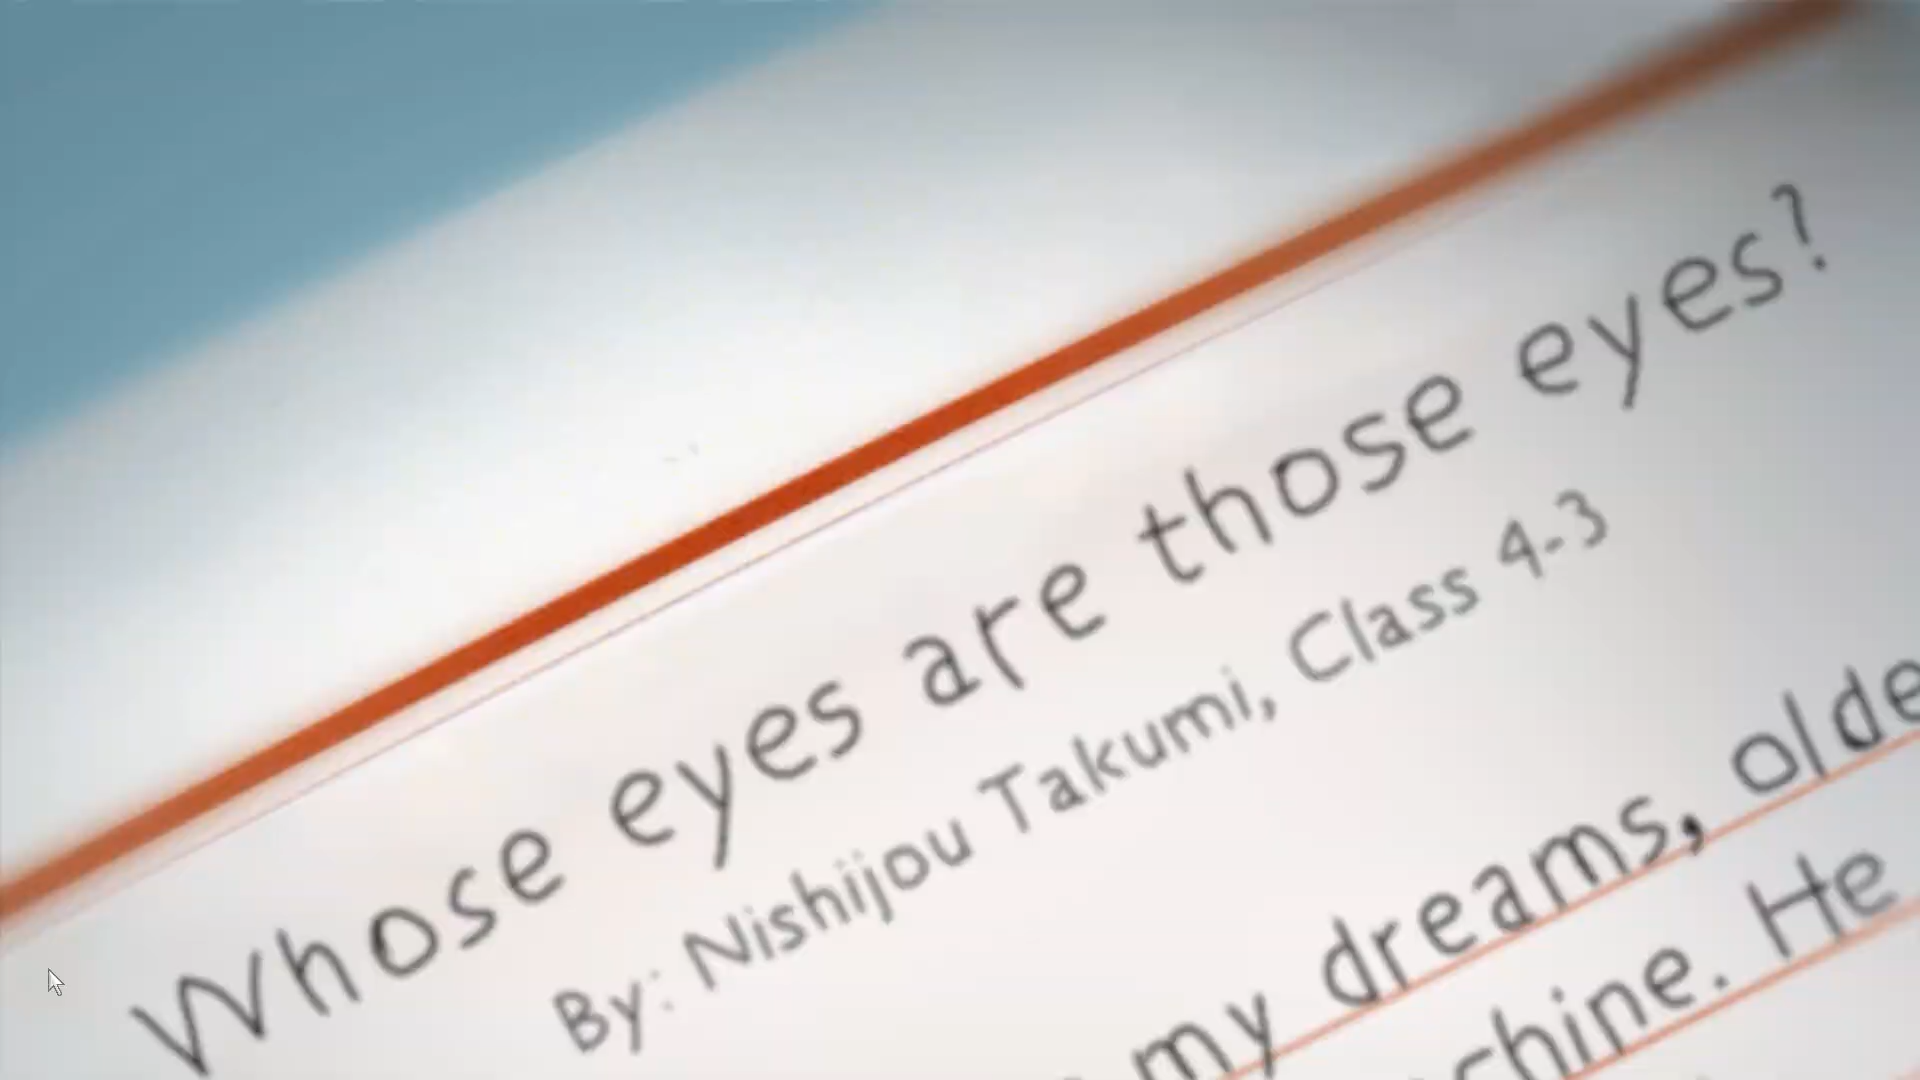 Whose eyes are those eyes?
By: Nishijou Takumi, Class 4-3
my dreams, olde
chine. He